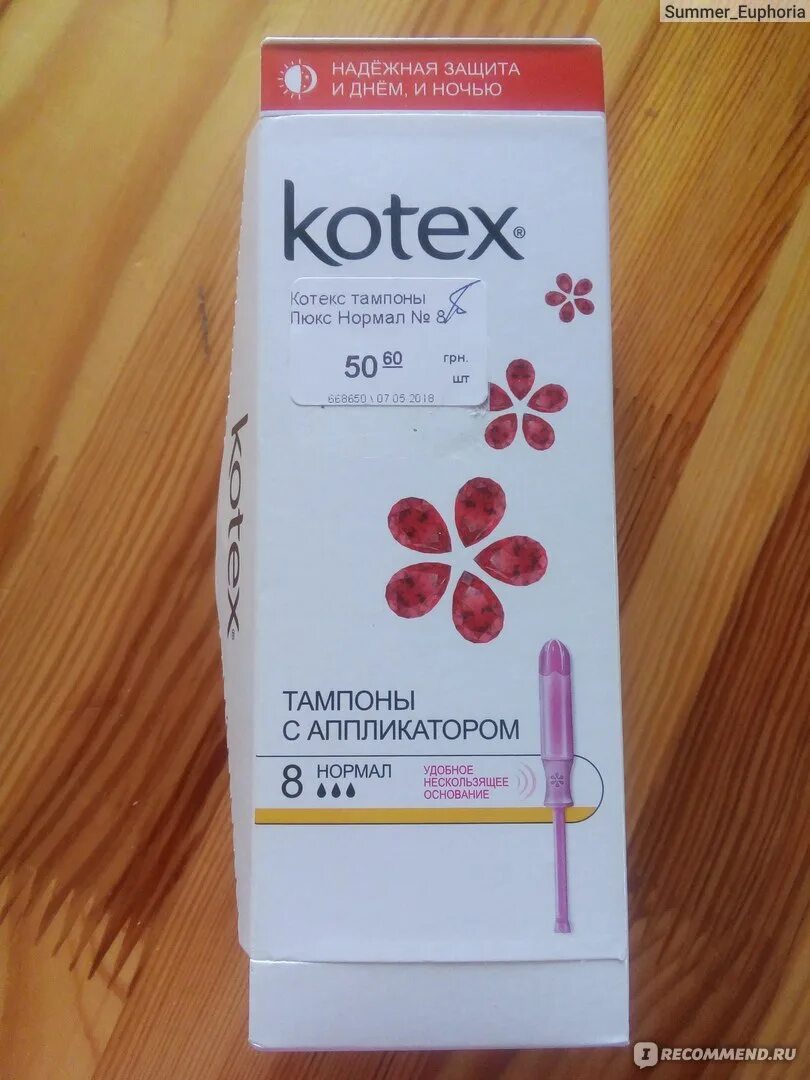 Summer_Euphoria
НАДЁЖНАЯ ЗАЩИТА
И ДНЁМ, И НОЧЬЮ
kotex®
Котекс тампоны
Люкс Нормал № 8
50 60 грн.
шт
668650 \ 07.05.2018
kotex®
ТАМПОНЫ
С АППЛИКАТОРОМ
8 НОРМАЛ
УДОБНОЕ
НЕСКОЛЬЗЯЩЕЕ
ОСНОВАНИЕ
I RECOMMEND.RU